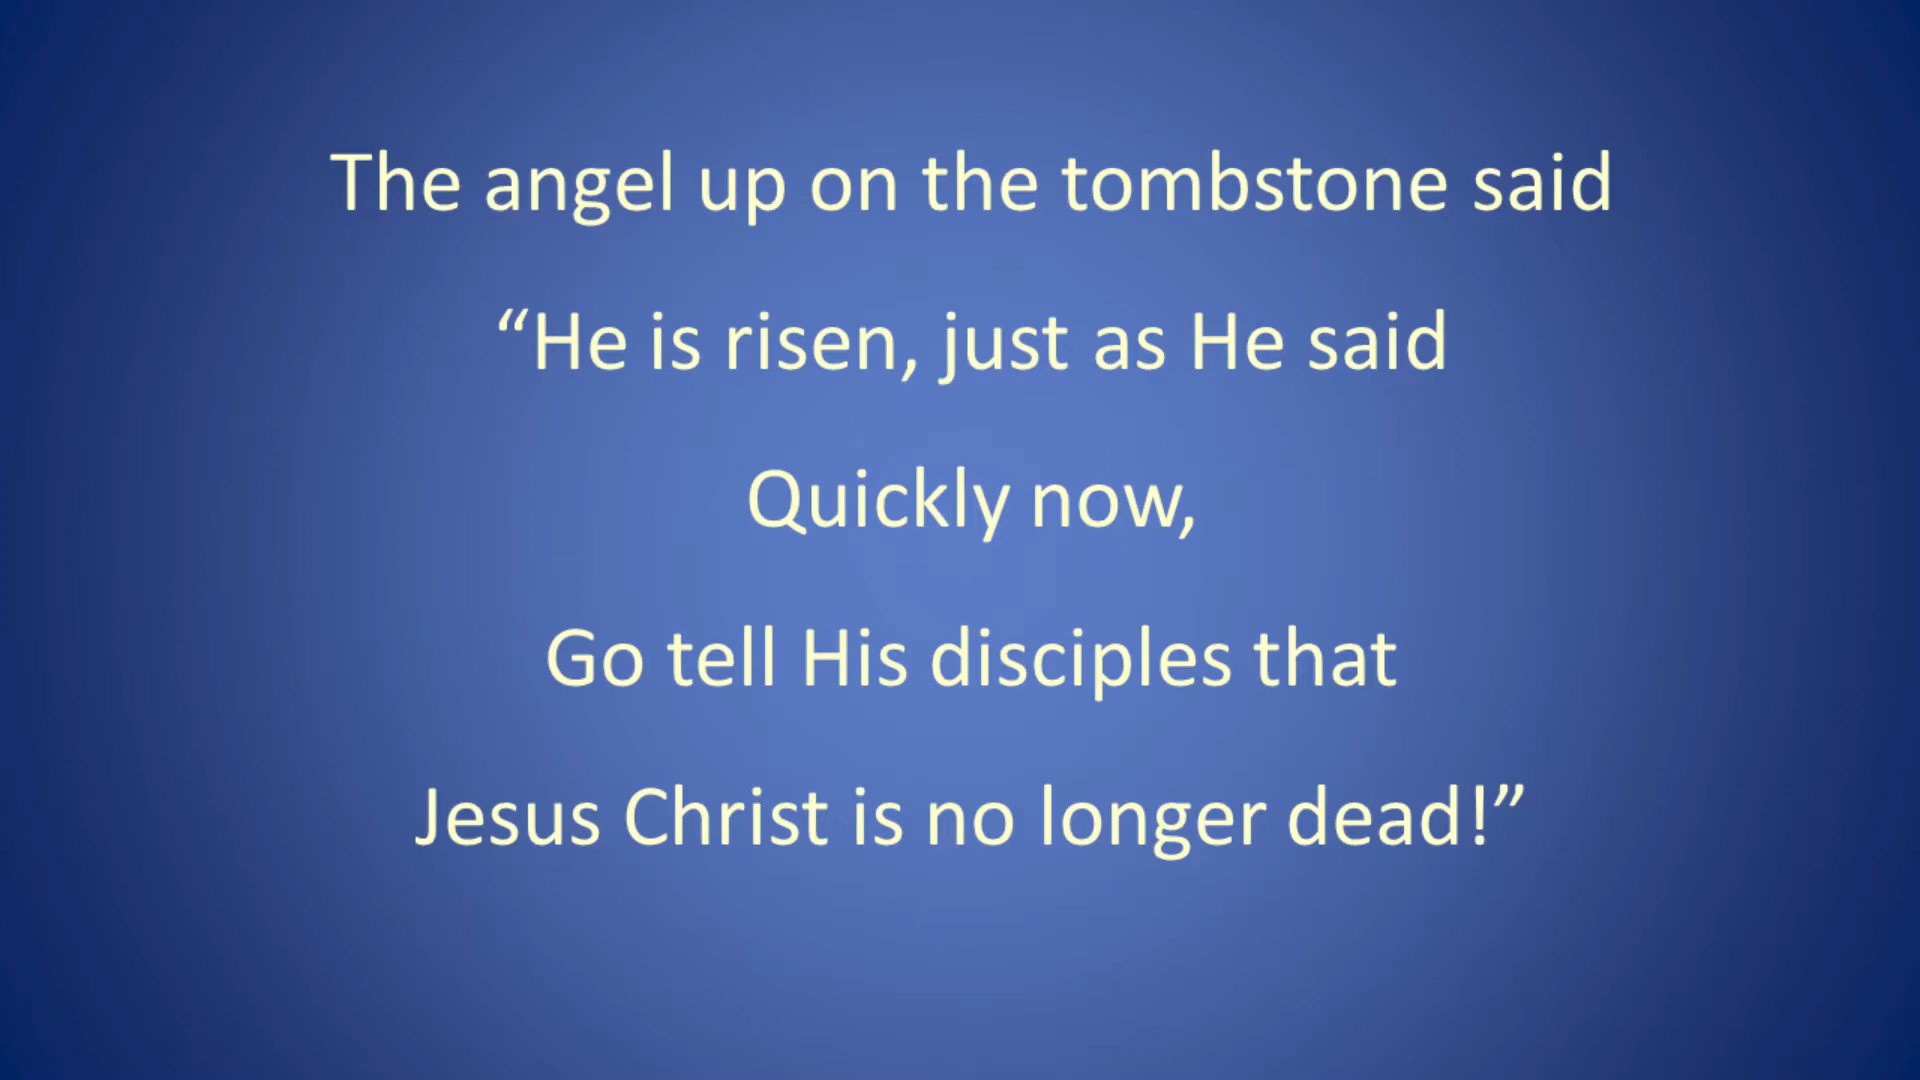 The angel up on the tombstone said
“He is risen, just as He said
Quickly now,
Go tell His disciples that
Jesus Christ is no longer dead!”